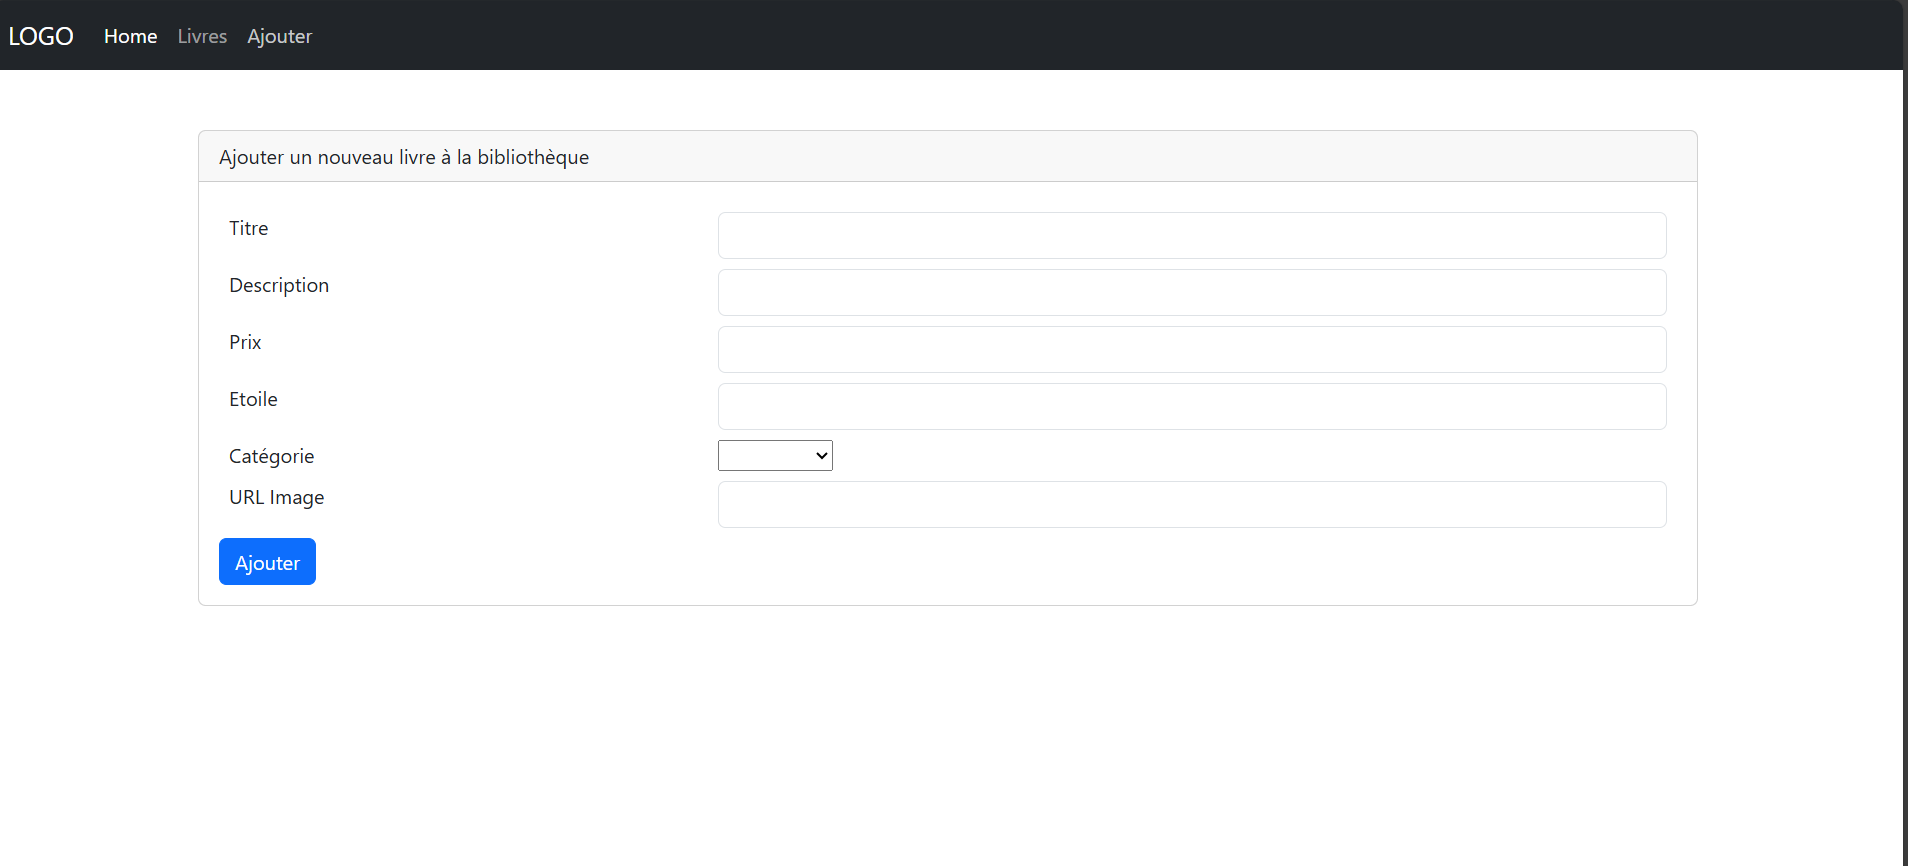 LOGO Home Livres Ajouter
Ajouter un nouveau livre à la bibliothèque
Titre
Description
Prix
Etoile
Catégorie
URL Image
Ajouter